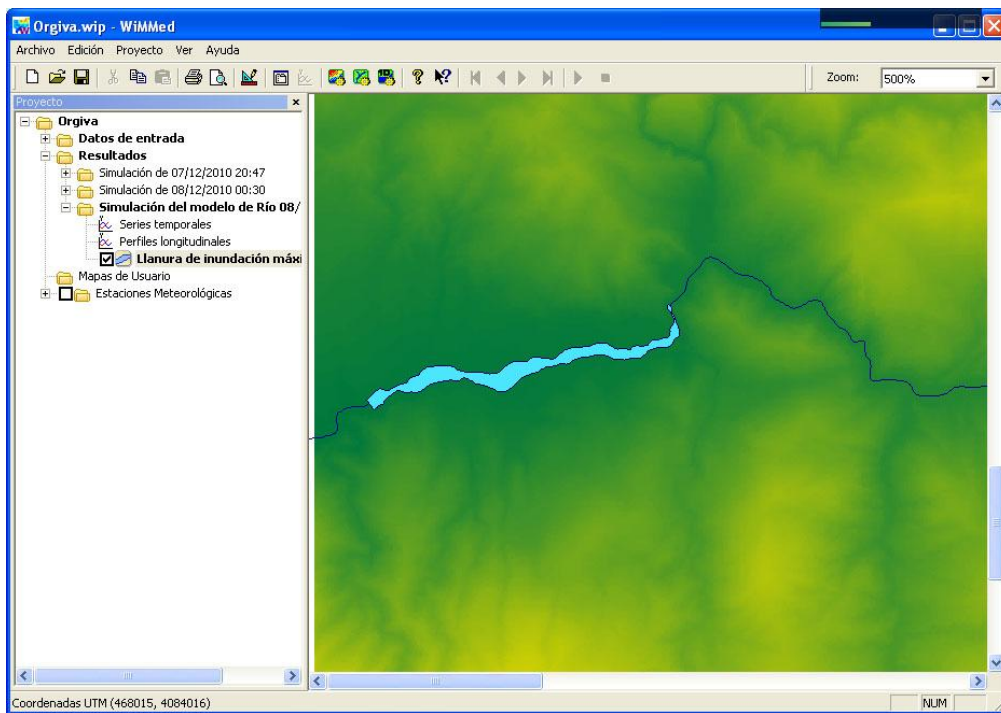 Orgiva.wip - WiMMed
Archivo Edición Proyecto Ver Ayuda
Zoom: 500%
Proyecto
Orgiva
Datos de entrada
Resultados
Simulación de 07/12/2010 20:47
Simulación de 08/12/2010 00:30
Simulación del modelo de Río 08/
Series temporales
Perfiles longitudinales
Llanura de inundación máxi
Mapas de Usuario
Estaciones Meteorológicas
Coordenadas UTM (468015, 4084016)
NUM